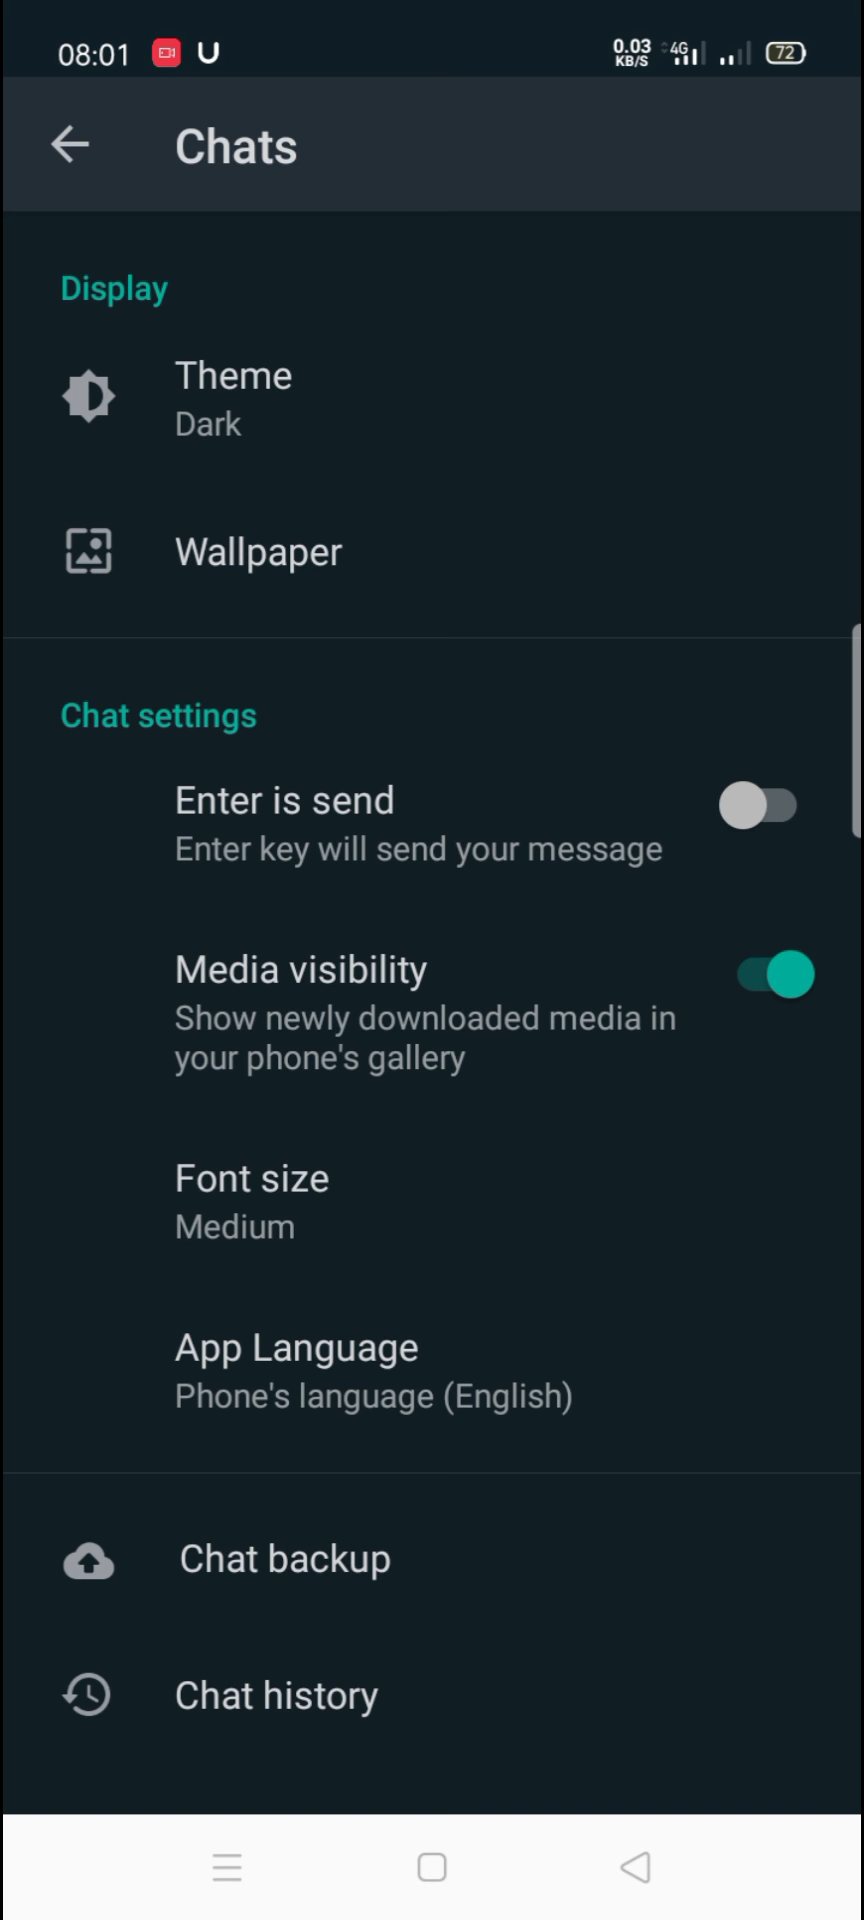 08:01 U 0.03 KB/S 4G 72
Chats
Display
Theme
Dark
Wallpaper
Chat settings
Enter is send
Enter key will send your message
Media visibility
Show newly downloaded media in
your phone's gallery
Font size
Medium
App Language
Phone's language (English)
Chat backup
Chat history